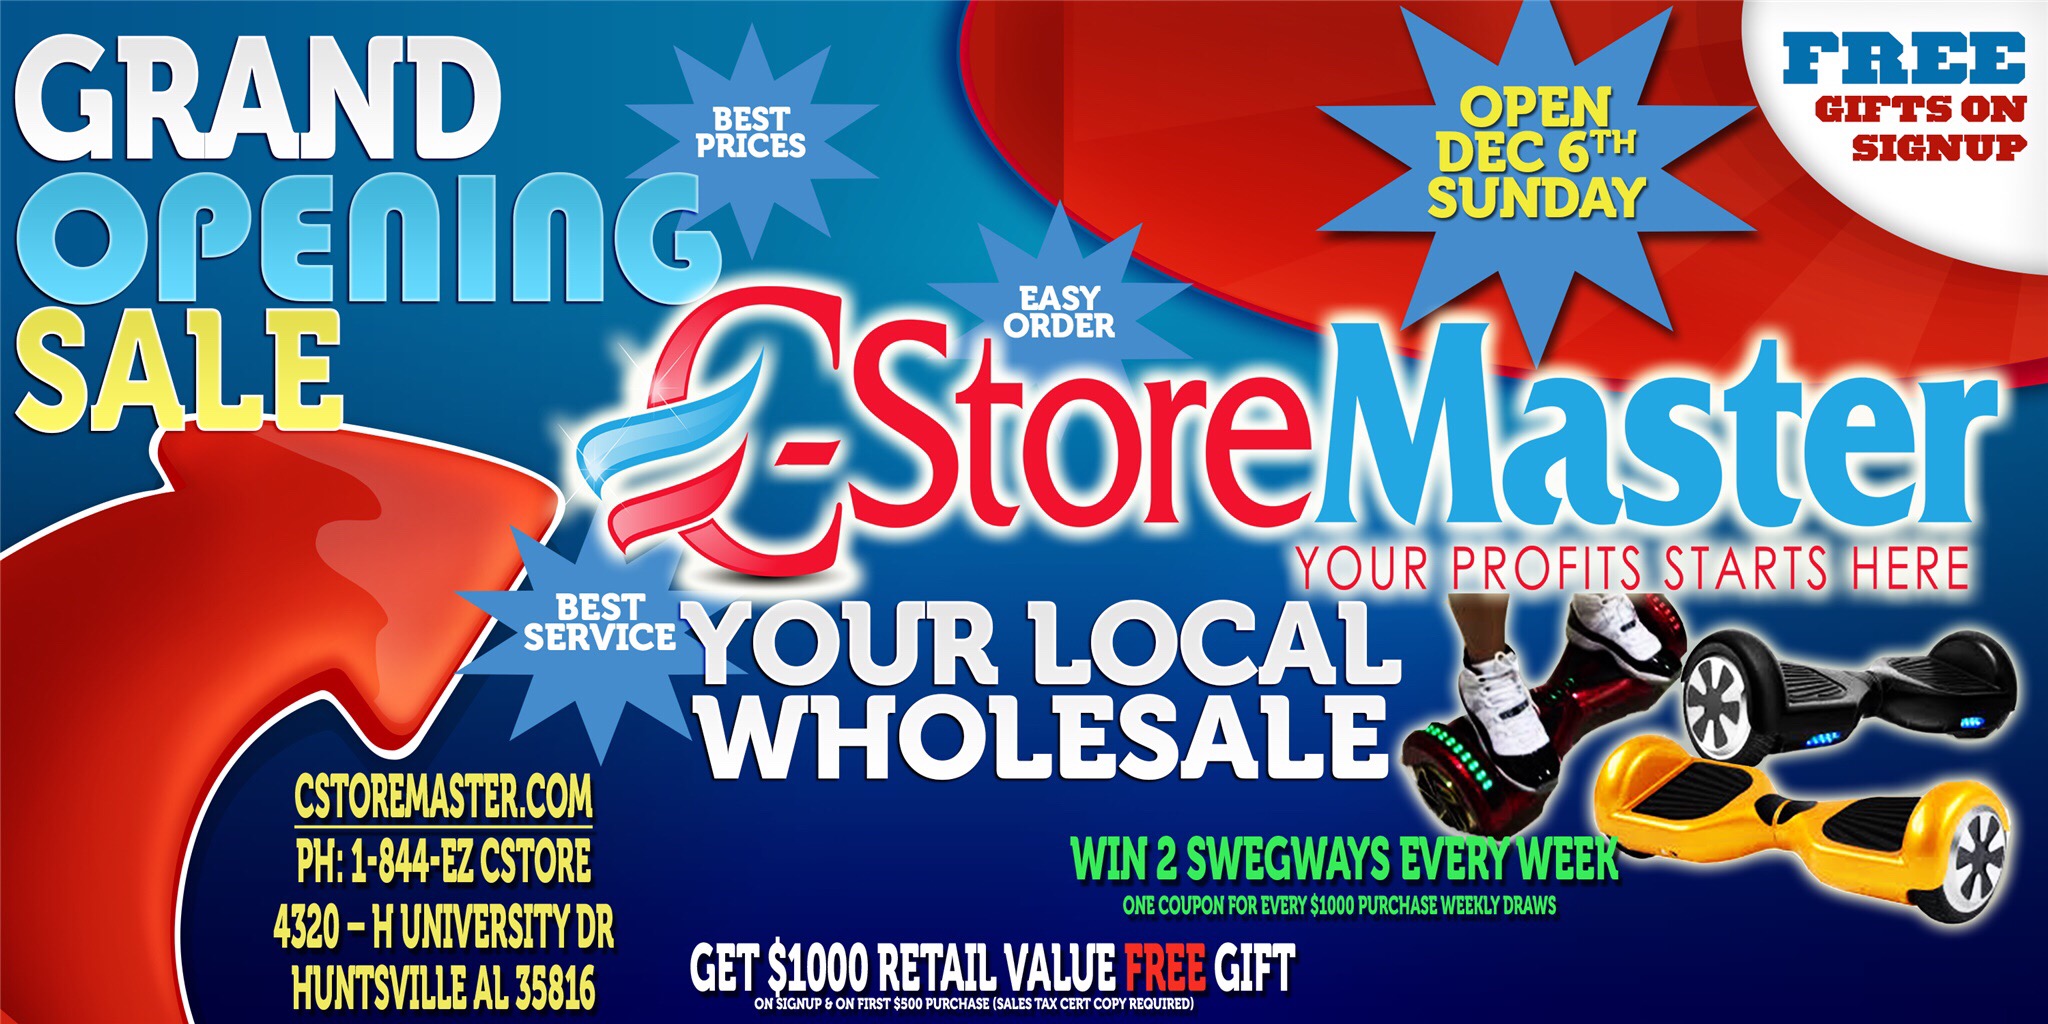 GRAND
OPENING
SALE
BEST
PRICES
EASY
ORDER
OPEN
DEC 6TH
SUNDAY
FREE
GIFTS ON
SIGNUP
C-StoreMaster
YOUR PROFITS STARTS HERE
BEST
SERVICE
YOUR LOCAL
WHOLESALE
CSTOREMASTER.COM
PH: 1-844-EZ CSTORE
4320 – H UNIVERSITY DR
HUNTSVILLE AL 35816
WIN 2 SWEGWAYS EVERY WEEK
ONE COUPON FOR EVERY $1000 PURCHASE WEEKLY DRAWS
GET $1000 RETAIL VALUE FREE GIFT
ON SIGNUP & ON FIRST $500 PURCHASE (SALES TAX CERT COPY REQUIRED)